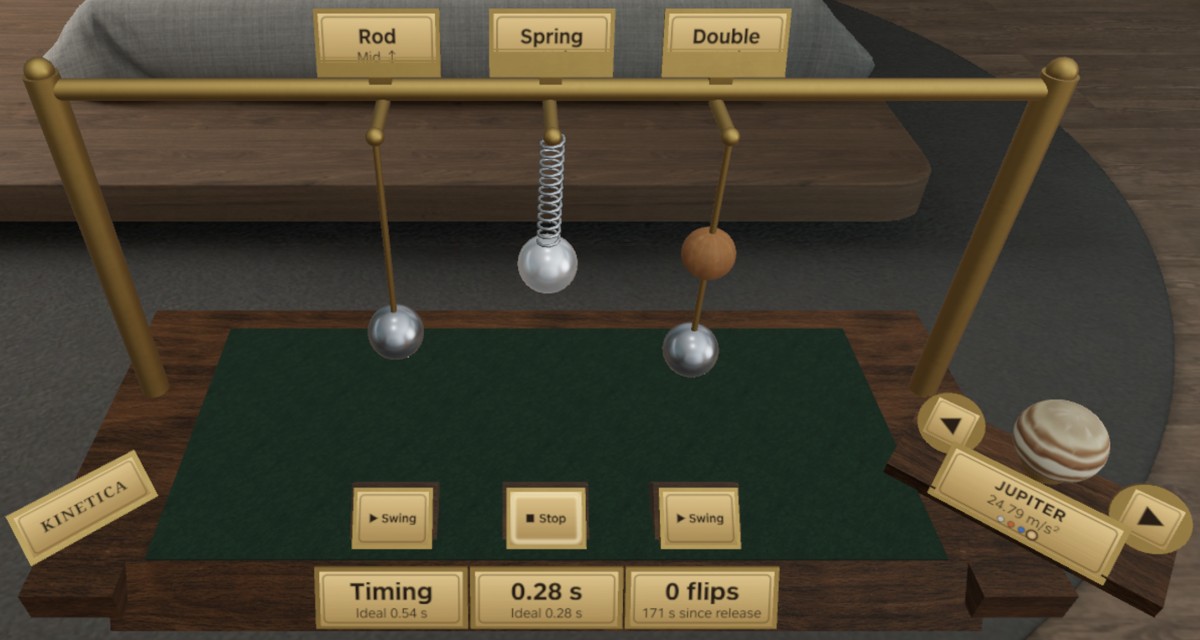 Rod
Mid ↑
Spring
Double
KINETICA
▶ Swing
■ Stop
▶ Swing
◀
JUPITER
24.79 m/s²
▶
Timing
Ideal 0.54 s
0.28 s
Ideal 0.28 s
0 flips
171 s since release